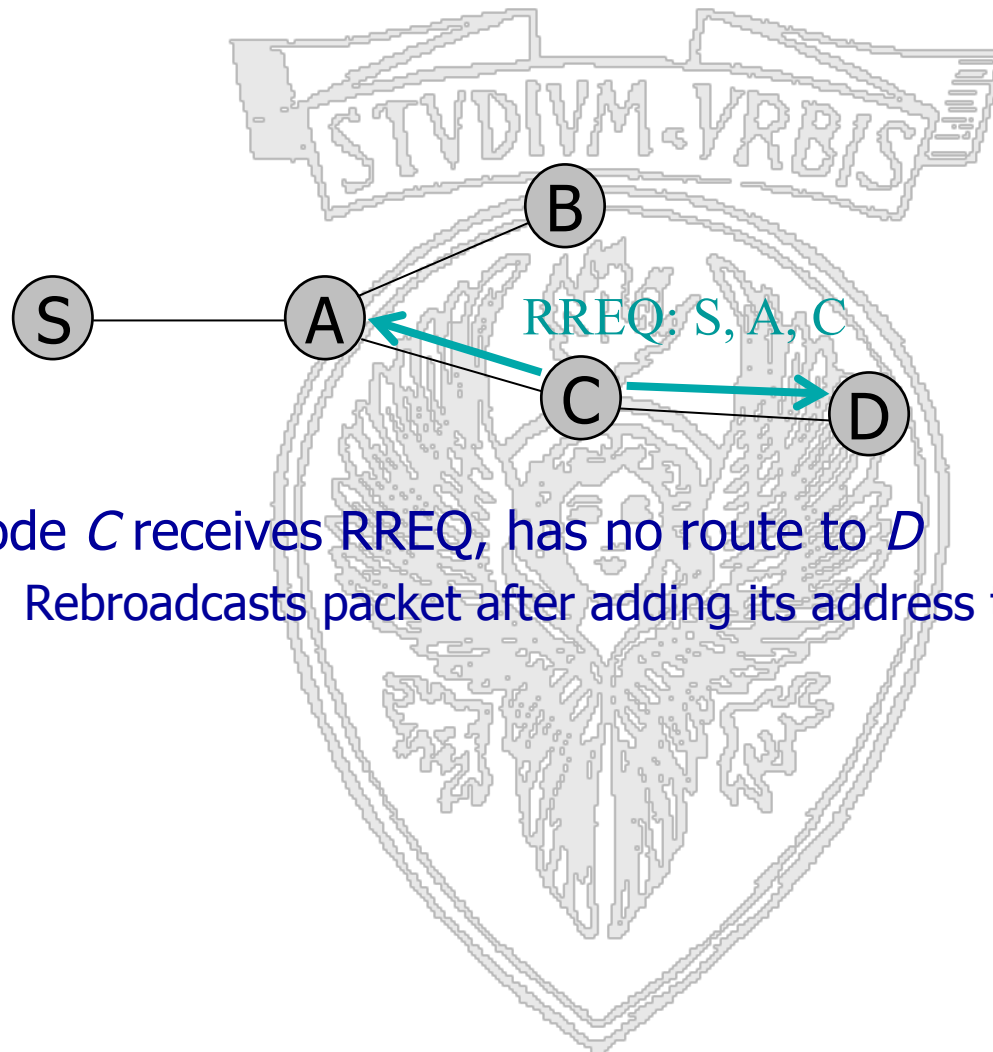 STVDIVM VRBIS
B
S
A
RREQ: S, A, C
C
D
ode C receives RREQ, has no route to D
Rebroadcasts packet after adding its address